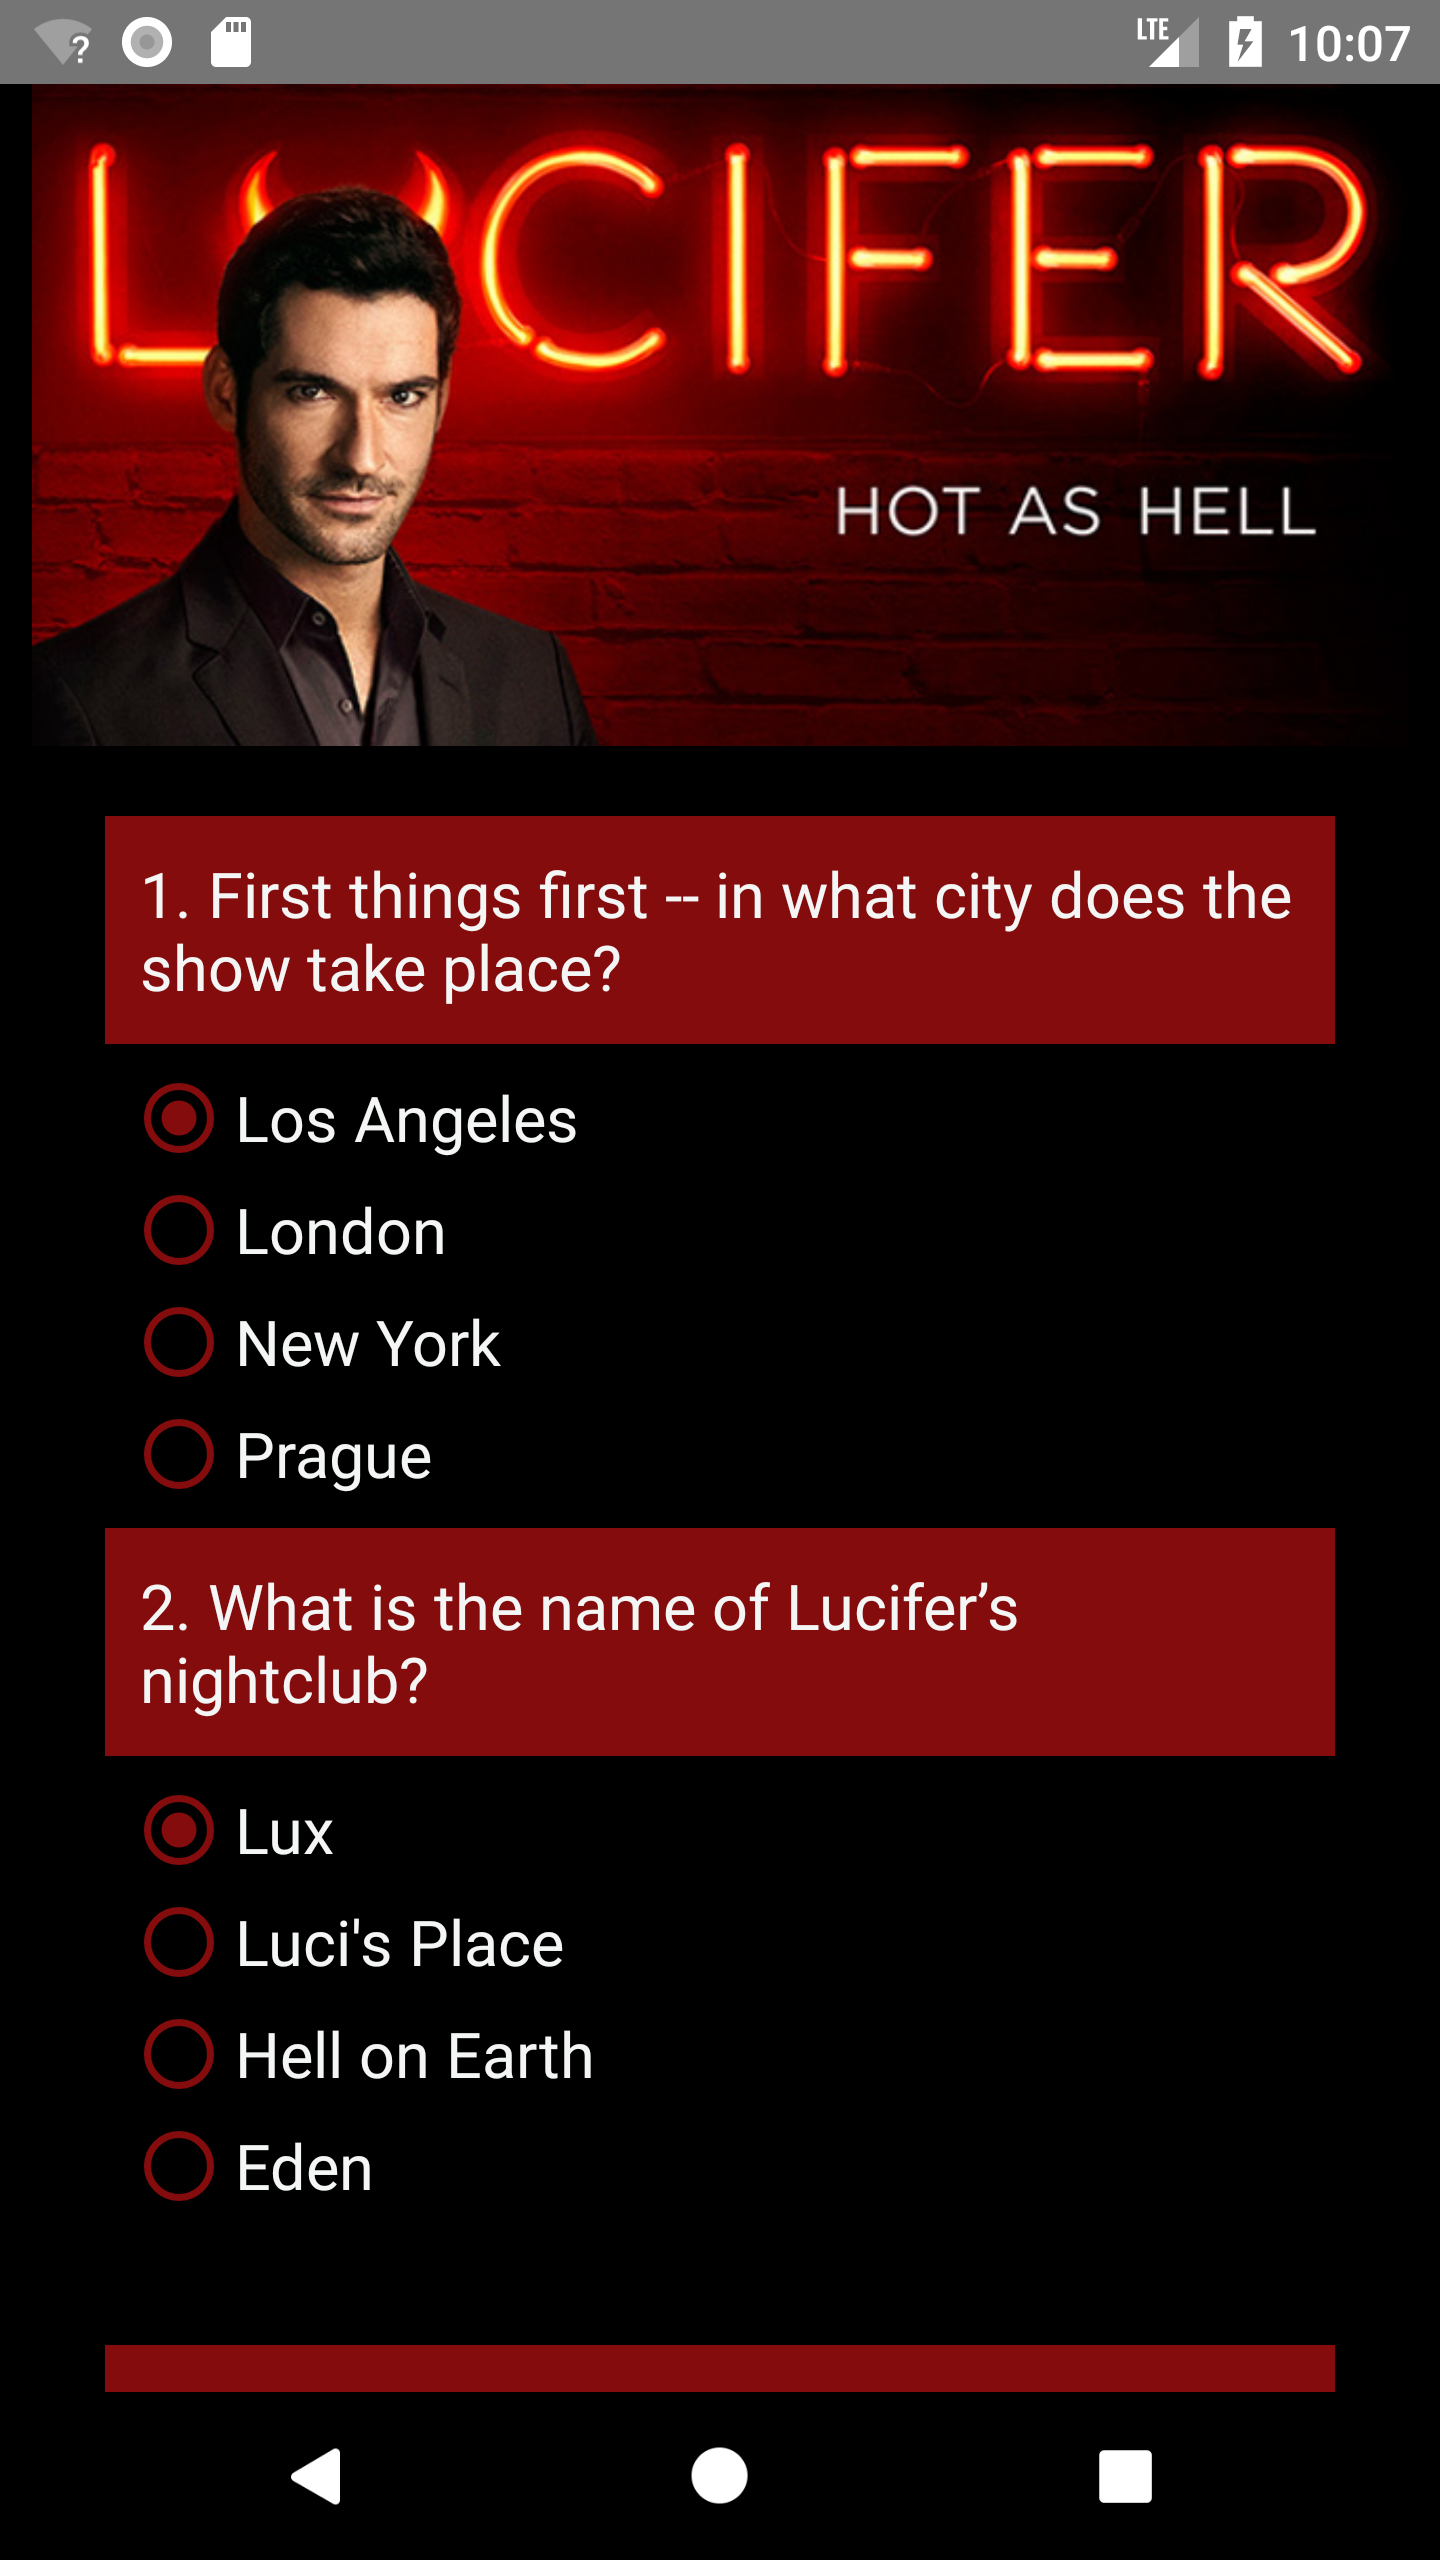 LTE 10:07
LUCIFER
HOT AS HELL
1. First things first -- in what city does the
show take place?
Los Angeles
London
New York
Prague
2. What is the name of Lucifer’s
nightclub?
Lux
Luci's Place
Hell on Earth
Eden